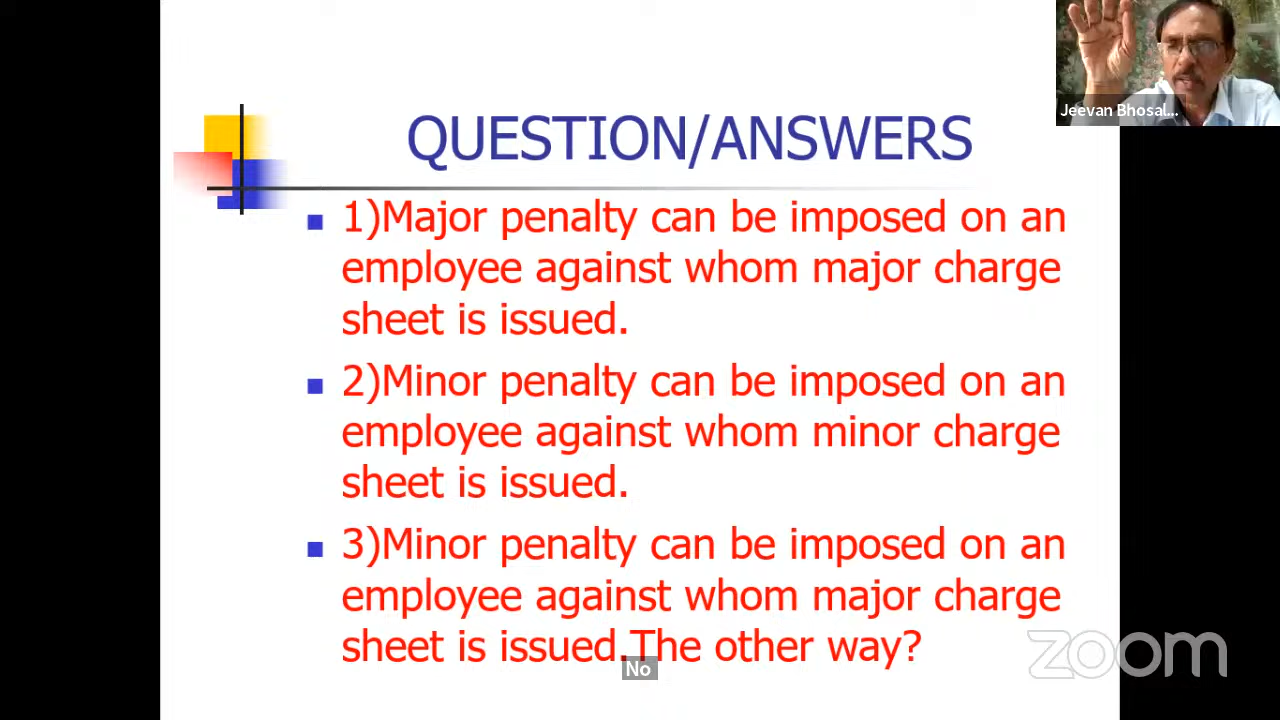 Jeevan Bhosal...
QUESTION/ANSWERS
1)Major penalty can be imposed on an
employee against whom major charge
sheet is issued.
2)Minor penalty can be imposed on an
employee against whom minor charge
sheet is issued.
3)Minor penalty can be imposed on an
employee against whom major charge
sheet is issued.The other way?
No
zoom